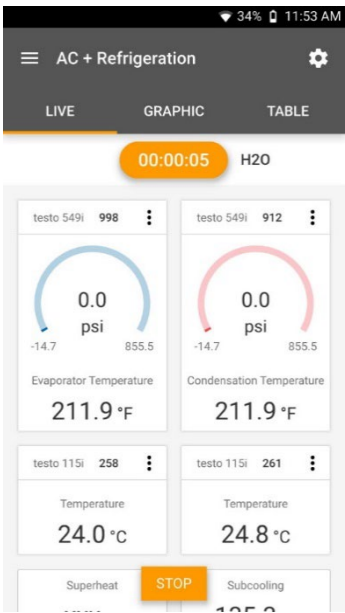 34% 11:53 AM
AC + Refrigeration
LIVE GRAPHIC TABLE
00:00:05 H2O
testo 549i 998 testo 549i 912
0.0 0.0
psi psi
-14.7 855.5 -14.7 855.5
Evaporator Temperature Condensation Temperature
211.9 °F 211.9 °F
testo 115i 258 testo 115i 261
Temperature Temperature
24.0 °C 24.8 °C
Superheat STOP Subcooling